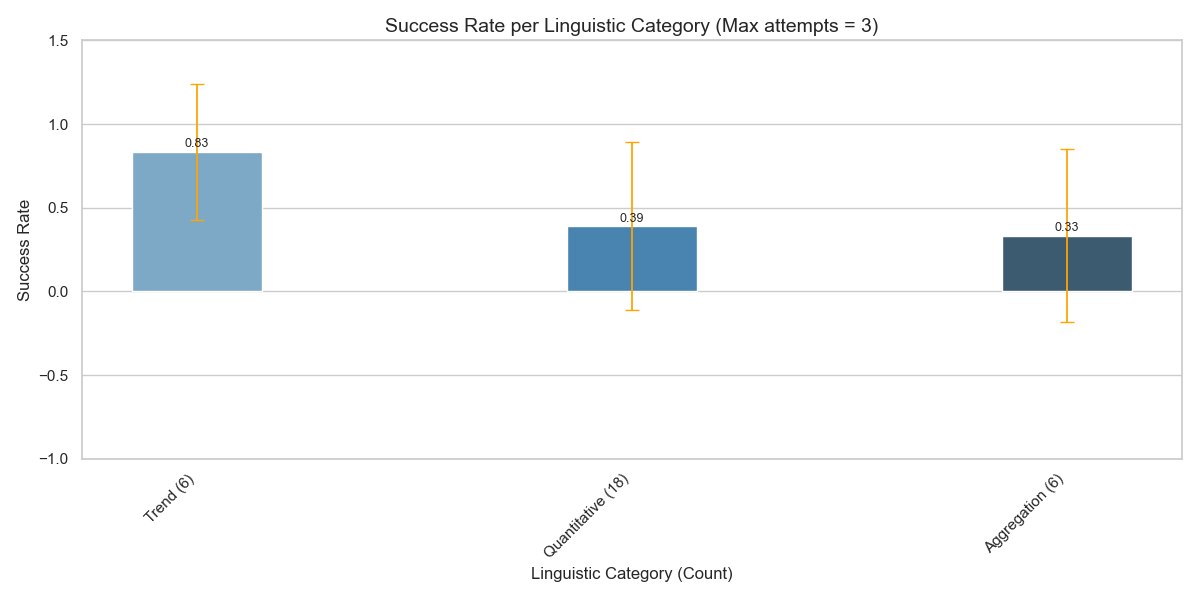 Success Rate per Linguistic Category (Max attempts = 3)
1.5
1.0
0.5
0.0
−0.5
−1.0
Success Rate
0.83
0.39
0.33
Trend (6)
Quantitative (18)
Aggregation (6)
Linguistic Category (Count)